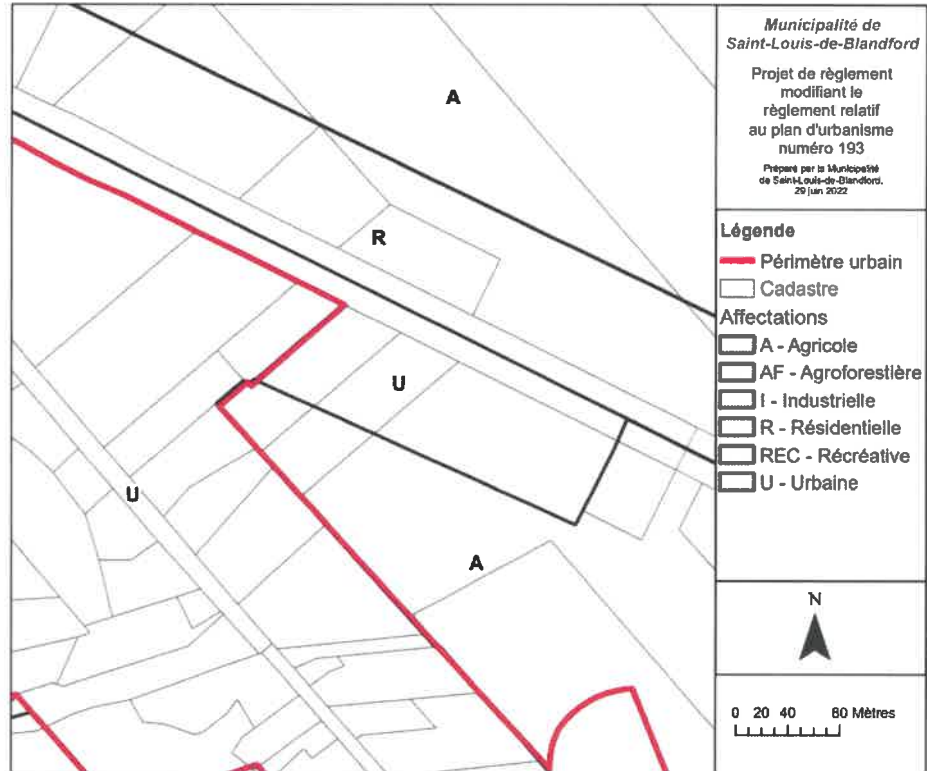 Municipalité de
Saint-Louis-de-Blandford
Projet de règlement
modifiant le
règlement relatif
au plan d'urbanisme
numéro 193
Préparé par la Municipalité
de Saint-Louis-de-Blandford,
29 juin 2022
Légende
Périmètre urbain
Cadastre
Affectations
A - Agricole
AF - Agroforestière
I - Industrielle
R - Résidentielle
REC - Récréative
U - Urbaine
N
0 20 40 80 Mètres
A
R
U
U
A